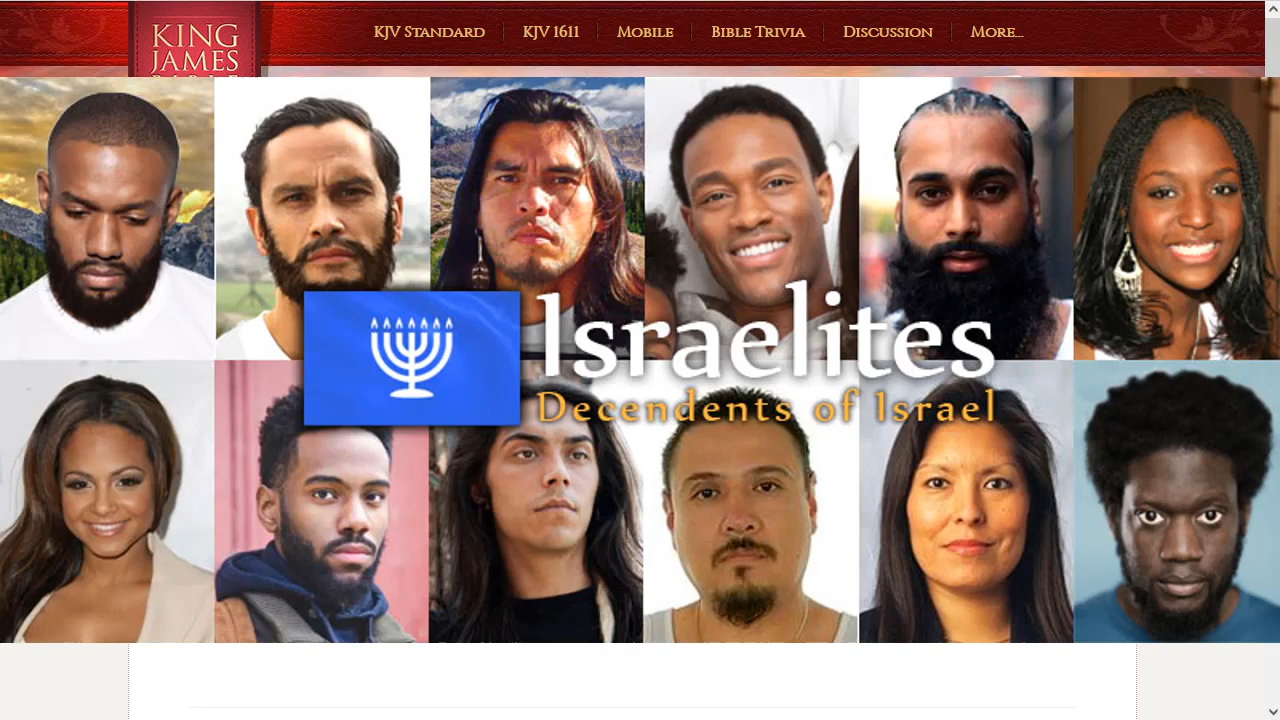 KING
JAMES
KJV Standard
KJV 1611
Mobile
Bible Trivia
Discussion
More...
Israelites
Decendents of Israel